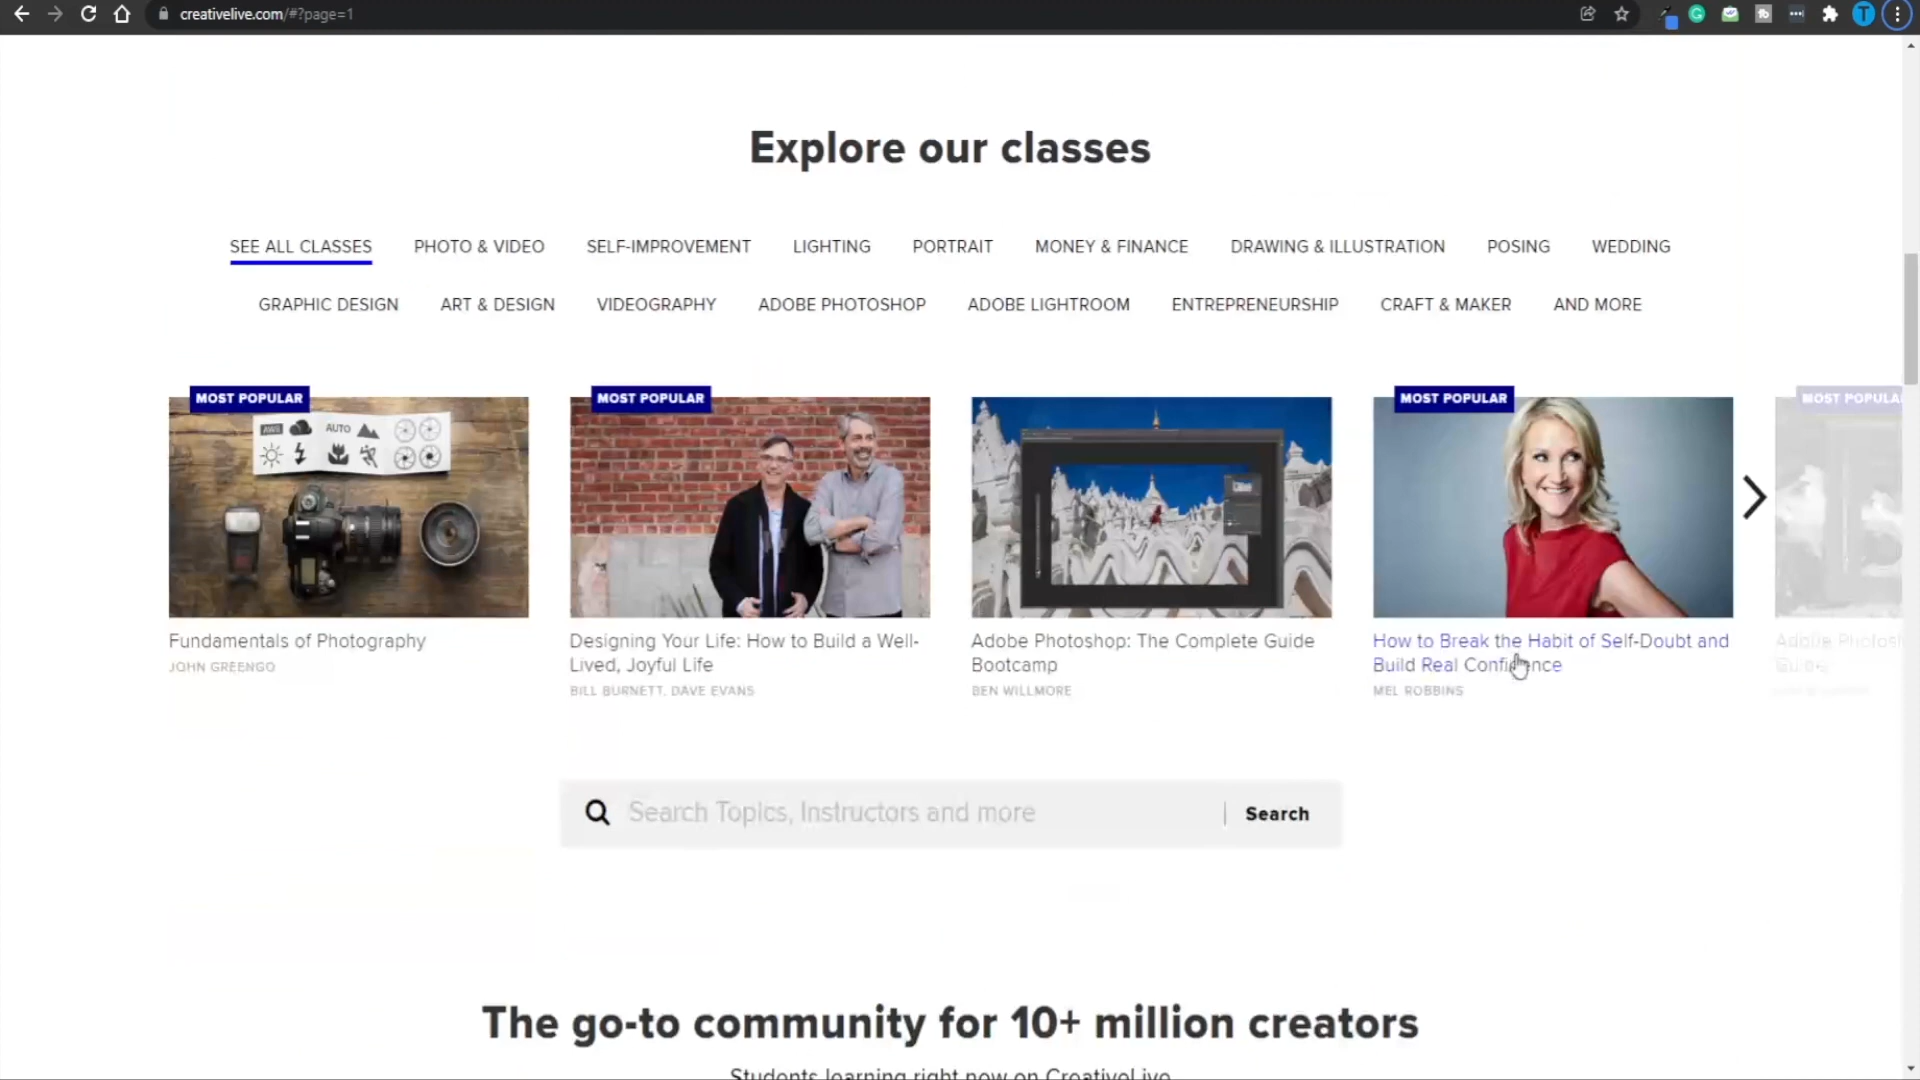 creativelive.com/#?page=1
T
Explore our classes
SEE ALL CLASSES PHOTO & VIDEO SELF-IMPROVEMENT LIGHTING PORTRAIT MONEY & FINANCE DRAWING & ILLUSTRATION POSING WEDDING
GRAPHIC DESIGN ART & DESIGN VIDEOGRAPHY ADOBE PHOTOSHOP ADOBE LIGHTROOM ENTREPRENEURSHIP CRAFT & MAKER AND MORE
MOST POPULAR MOST POPULAR MOST POPULAR MOST POPULA
AWB AUTO
Fundamentals of Photography
JOHN GREENGO
Designing Your Life: How to Build a Well-
Lived, Joyful Life
BILL BURNETT, DAVE EVANS
Adobe Photoshop: The Complete Guide
Bootcamp
BEN WILLMORE
How to Break the Habit of Self-Doubt and
Build Real Confidence
MEL ROBBINS
Adobe Photos
Search Topics, Instructors and more | Search
The go-to community for 10+ million creators
Students learning right now on CreativeLive